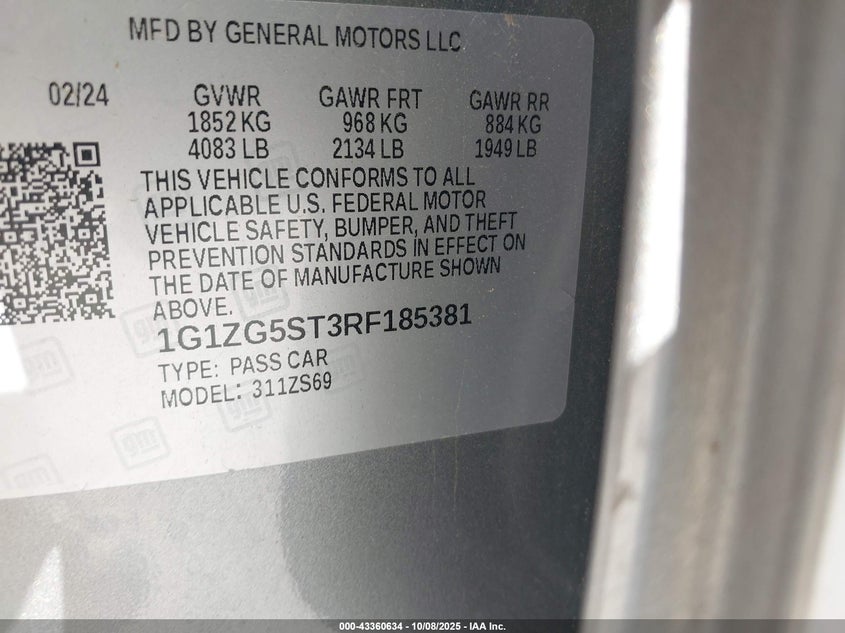 MFD BY GENERAL MOTORS LLC
02/24 GVWR GAWR FRT GAWR RR
1852 KG 968 KG 884 KG
4083 LB 2134 LB 1949 LB
THIS VEHICLE CONFORMS TO ALL
APPLICABLE U.S. FEDERAL MOTOR
VEHICLE SAFETY, BUMPER, AND THEFT
PREVENTION STANDARDS IN EFFECT ON
THE DATE OF MANUFACTURE SHOWN
ABOVE.
1G1ZG5ST3RF185381
TYPE: PASS CAR
MODEL: 311ZS69
gm
gm
000-43360634 - 10/08/2025 - IAA Inc.